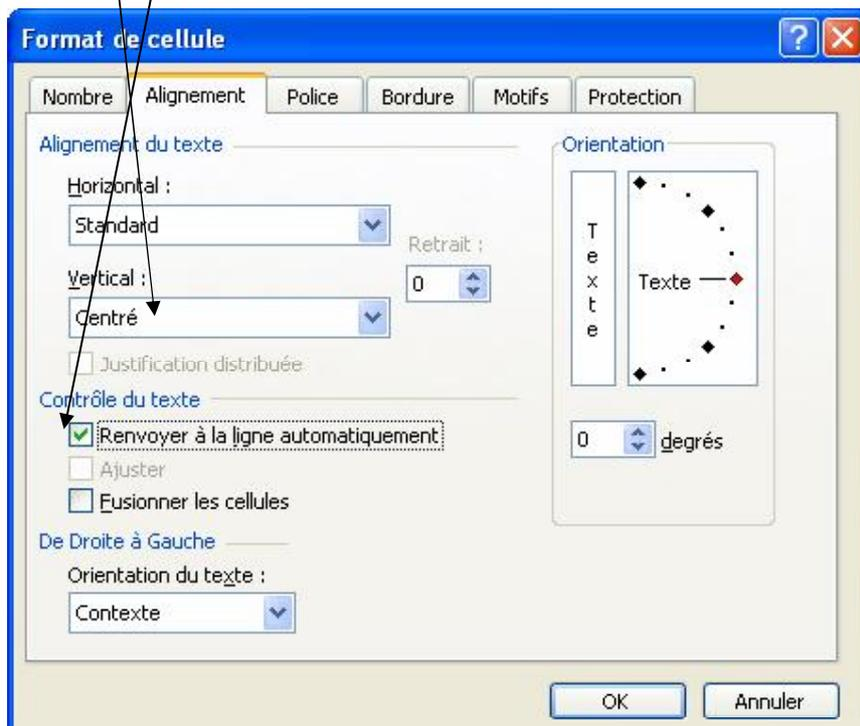 Format de cellule
Nombre Alignement Police Bordure Motifs Protection
Alignement du texte
Horizontal :
Standard
Retrait :
Vertical :
0
Centré
Justification distribuée
Contrôle du texte
Renvoyer à la ligne automatiquement
Ajuster
Fusionner les cellules
De Droite à Gauche
Orientation du texte :
Contexte
Orientation
Texte
Texte
0 degrés
OK Annuler